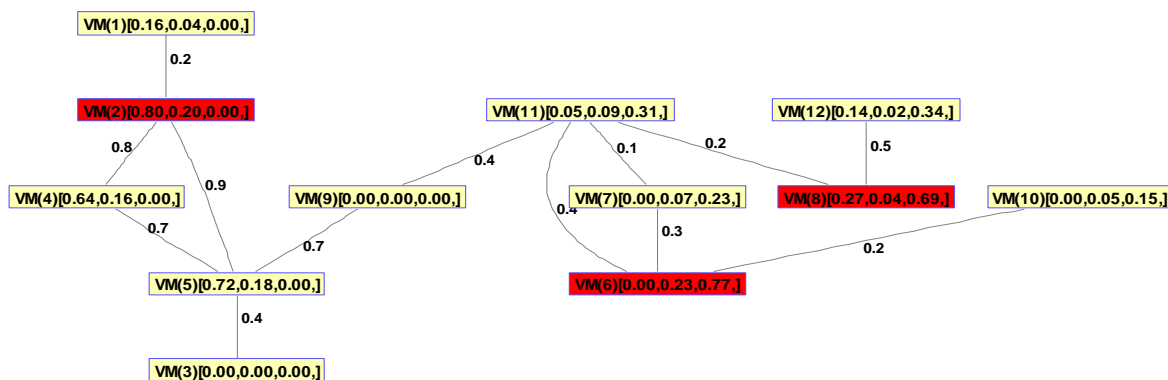 VM(1)[0.16,0.04,0.00,]
0.2
VM(2)[0.80,0.20,0.00,]
VM(11)[0.05,0.09,0.31,]
VM(12)[0.14,0.02,0.34,]
0.8
0.9
0.4
0.1
0.2
0.5
VM(4)[0.64,0.16,0.00,]
VM(9)[0.00,0.00,0.00,]
0.4
VM(7)[0.00,0.07,0.23,]
VM(8)[0.27,0.04,0.69,]
VM(10)[0.00,0.05,0.15,]
0.7
0.7
0.3
0.2
VM(5)[0.72,0.18,0.00,]
VM(6)[0.00,0.23,0.77,]
0.4
VM(3)[0.00,0.00,0.00,]